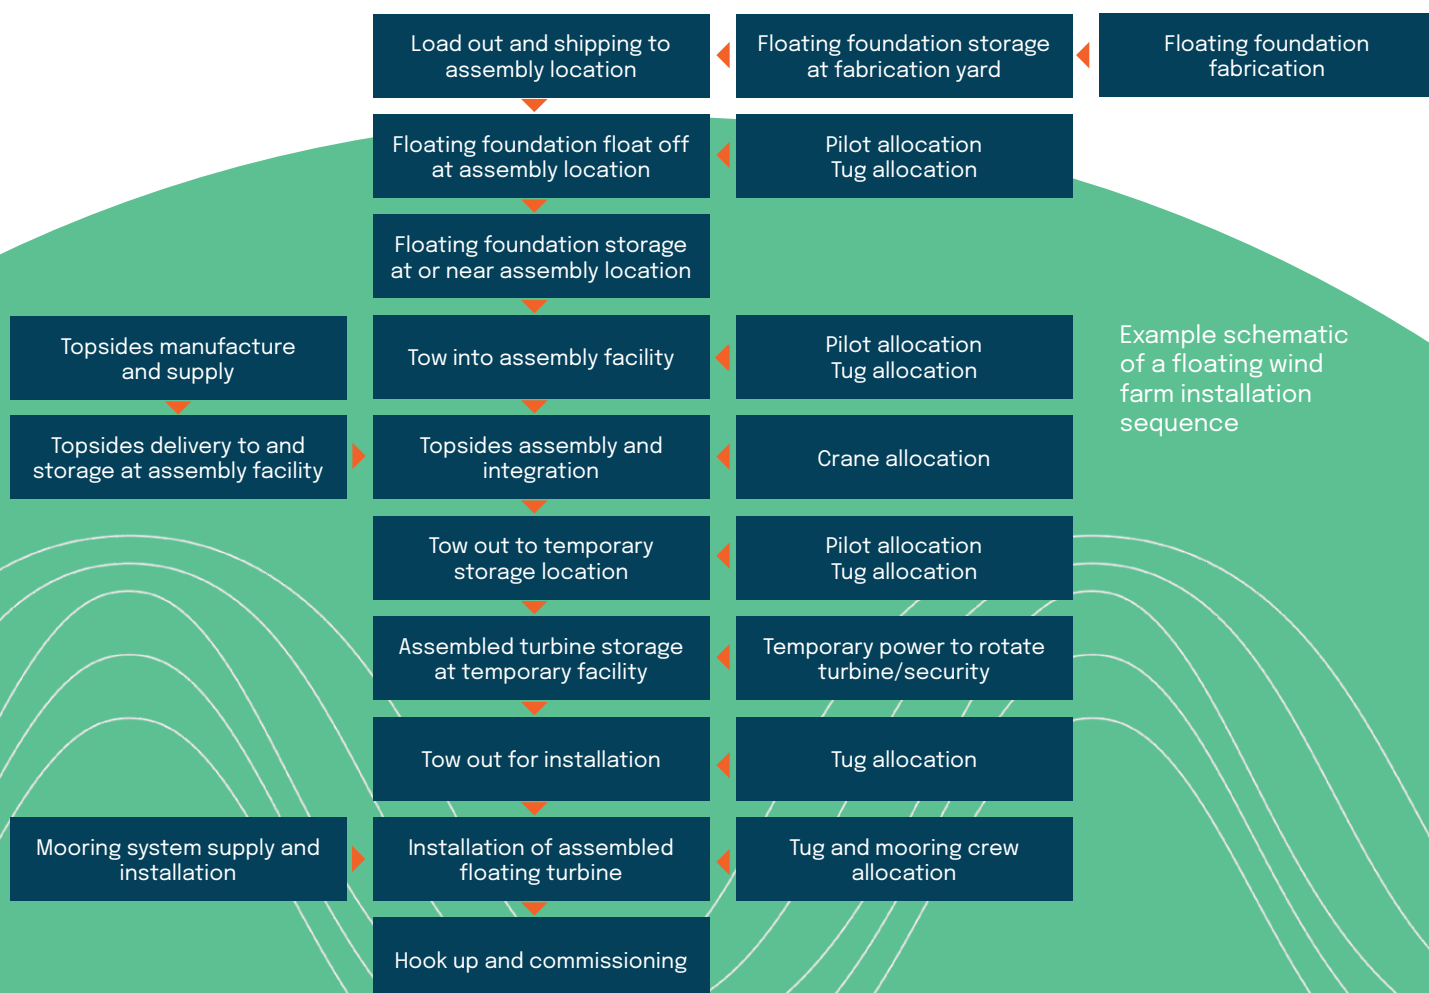 Load out and shipping to
assembly location
Floating foundation storage
at fabrication yard
Floating foundation
fabrication
Floating foundation float off
at assembly location
Pilot allocation
Tug allocation
Floating foundation storage
at or near assembly location
Topsides manufacture
and supply
Tow into assembly facility
Pilot allocation
Tug allocation
Example schematic
of a floating wind
farm installation
sequence
Topsides delivery to and
storage at assembly facility
Topsides assembly and
integration
Crane allocation
Tow out to temporary
storage location
Pilot allocation
Tug allocation
Assembled turbine storage
at temporary facility
Temporary power to rotate
turbine/security
Tow out for installation
Tug allocation
Mooring system supply and
installation
Installation of assembled
floating turbine
Tug and mooring crew
allocation
Hook up and commissioning